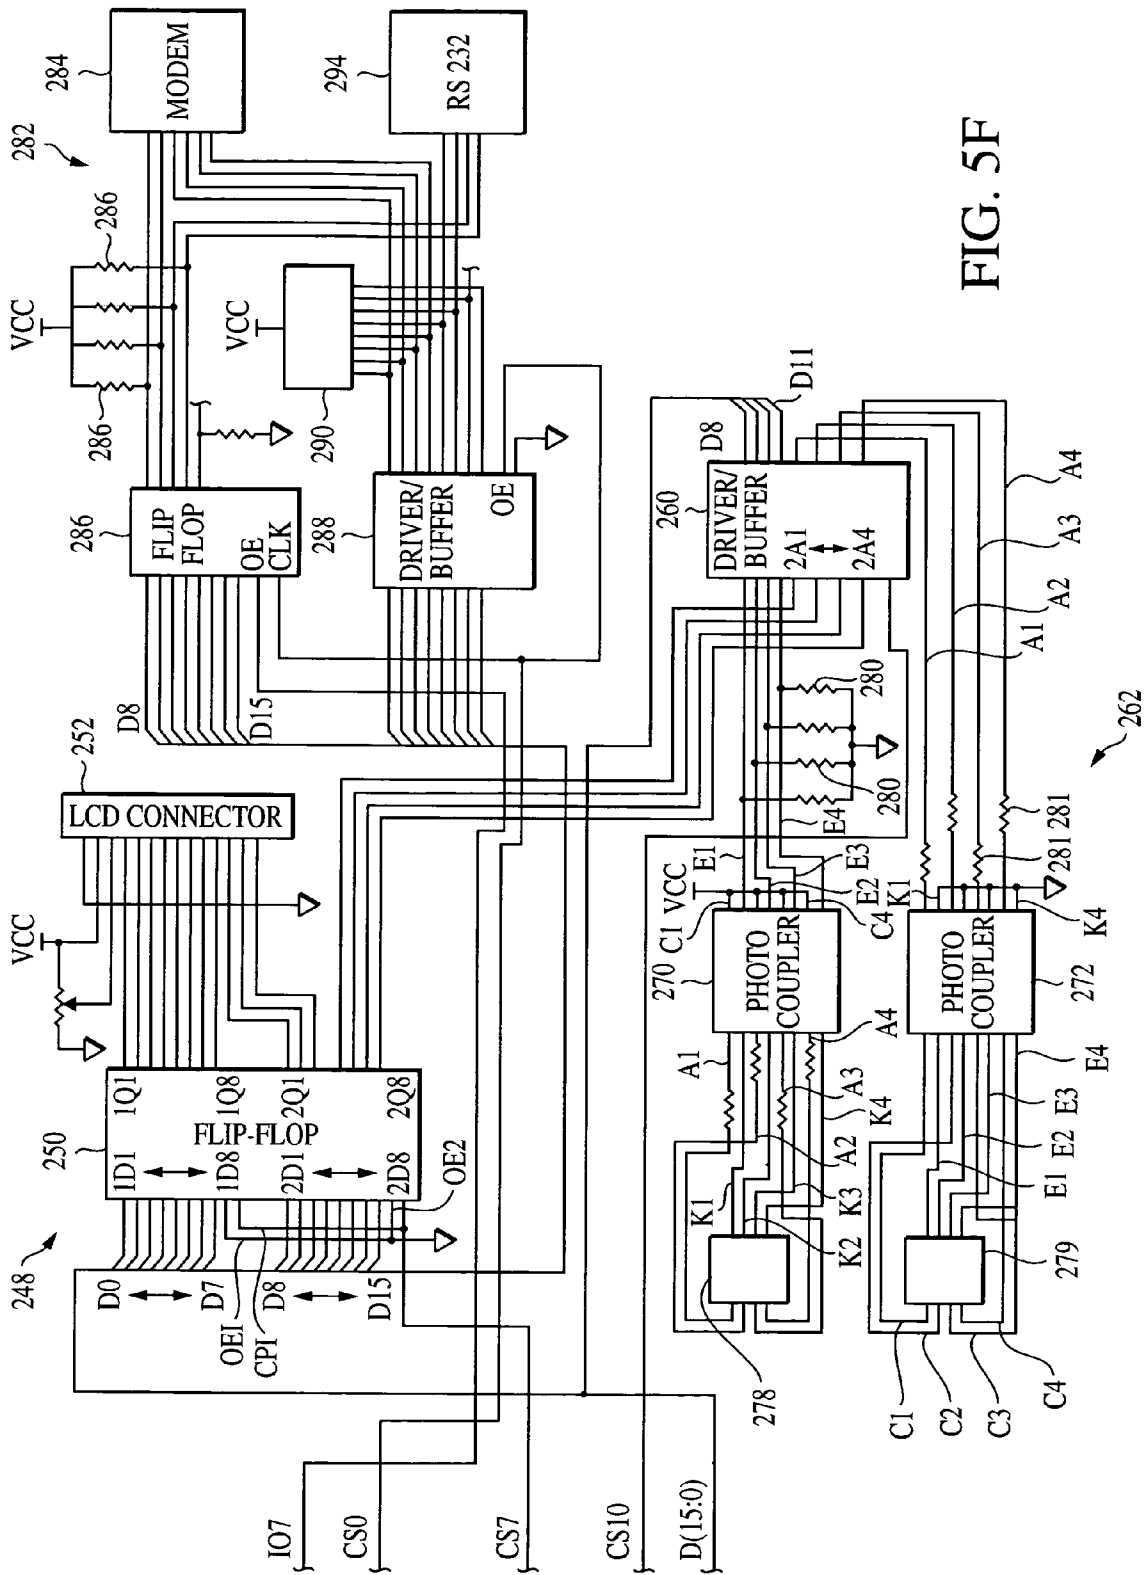 248
250
1D1
1Q1
1D8
1Q8
FLIP-FLOP
2D1
2Q1
2D8
2Q8
D0
D7
D8
D15
OEI
CPI
OE2
VCC
252
LCD CONNECTOR
D8
D15
286
FLIP
FLOP
OE
CLK
286
VCC
286
282
284
MODEM
288
DRIVER/
BUFFER
OE
290
VCC
294
RS 232
IO7
CS0
CS7
CS10
D(15:0)
278
K1
K2
K3
K4
A1
A2
A3
A4
270
PHOTO
COUPLER
C1
VCC
C4
E1
E2
E3
E4
280
280
260
DRIVER/
BUFFER
2A1
2A4
D8
D11
C1
C2
C3
C4
279
E1
E2
E3
E4
PHOTO
COUPLER
272
K1
K4
281
281
A1
A2
A3
A4
262
FIG. 5F